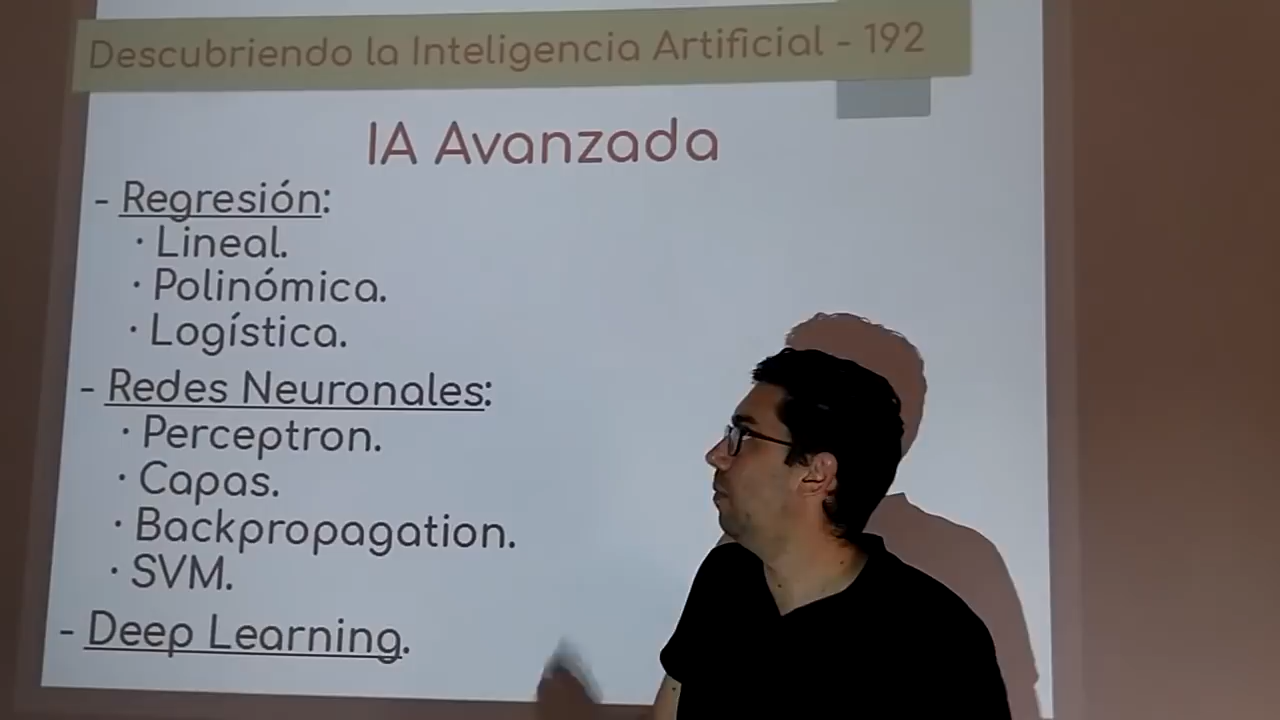 Descubriendo la Inteligencia Artificial - 192
IA Avanzada
- Regresión:
· Lineal.
· Polinómica.
· Logística.
- Redes Neuronales:
· Perceptron.
· Capas.
· Backpropagation.
· SVM.
- Deep Learning.